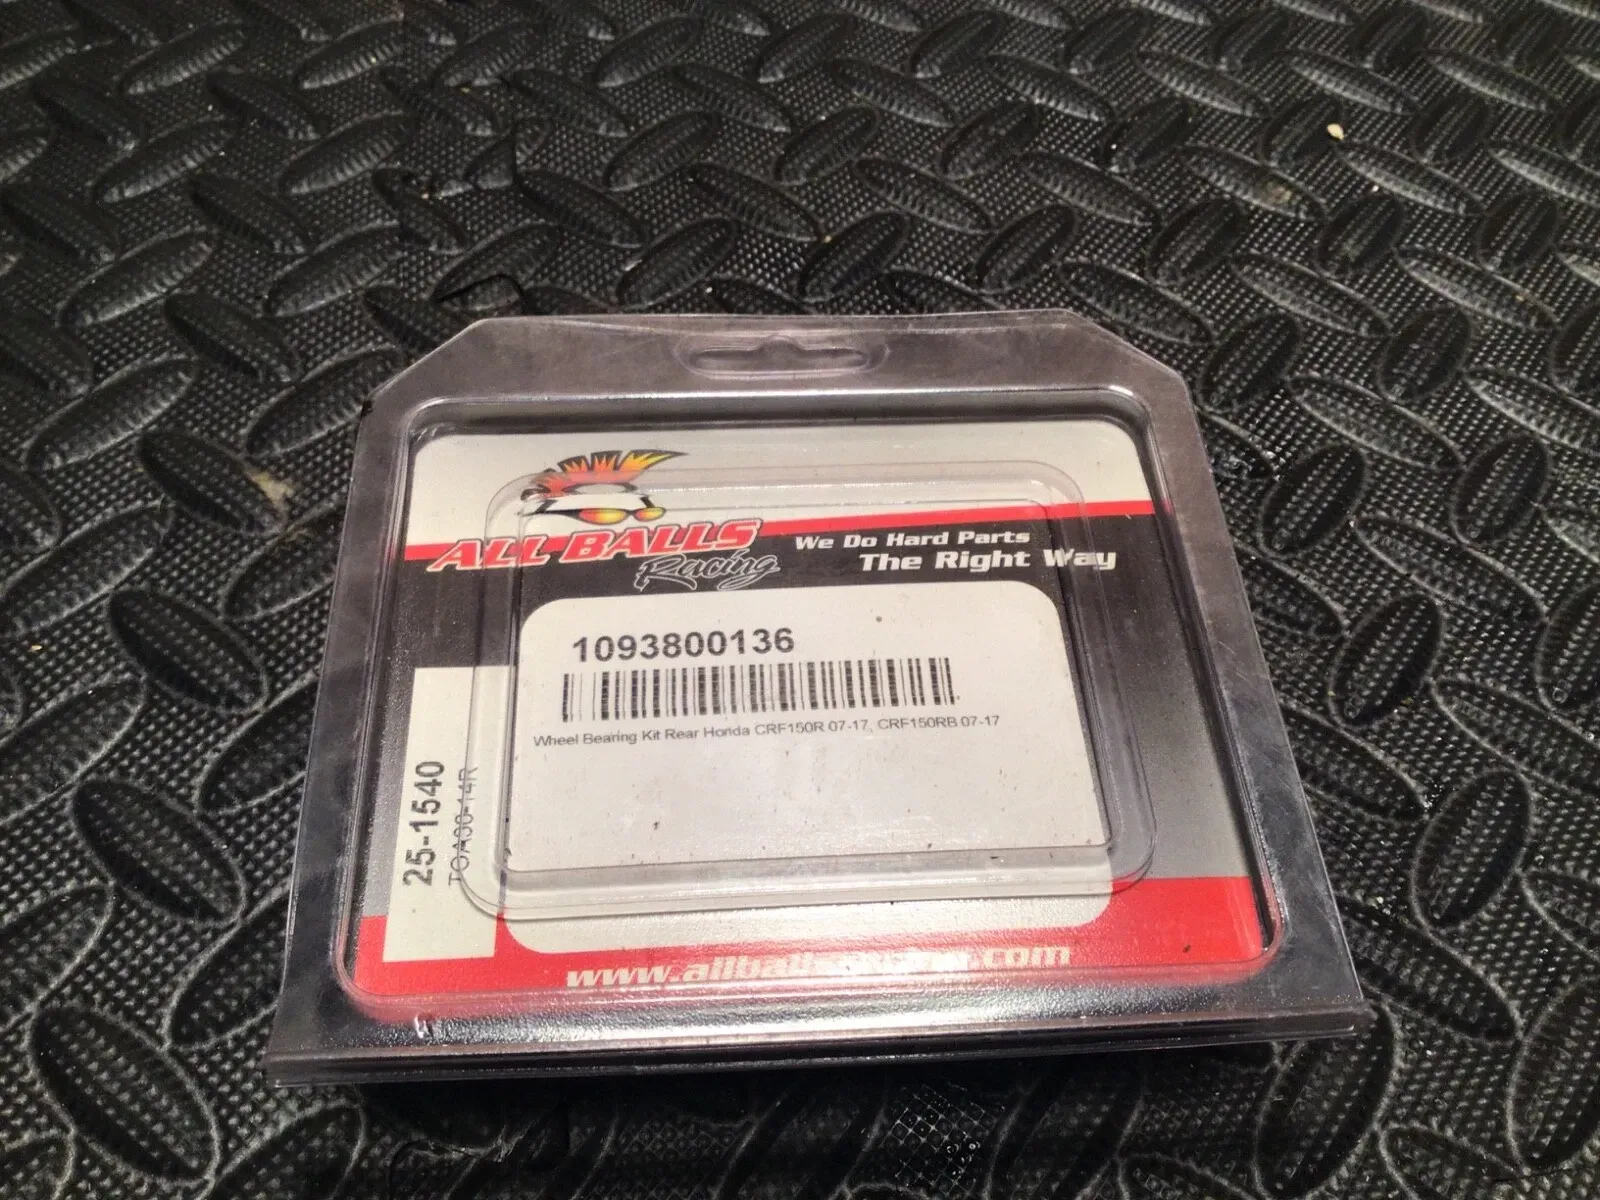 ALL BALLS
Racing
We Do Hard Parts
The Right Way
1093800136
Wheel Bearing Kit Rear Honda CRF150R 07-17, CRF150RB 07-17
25-1540